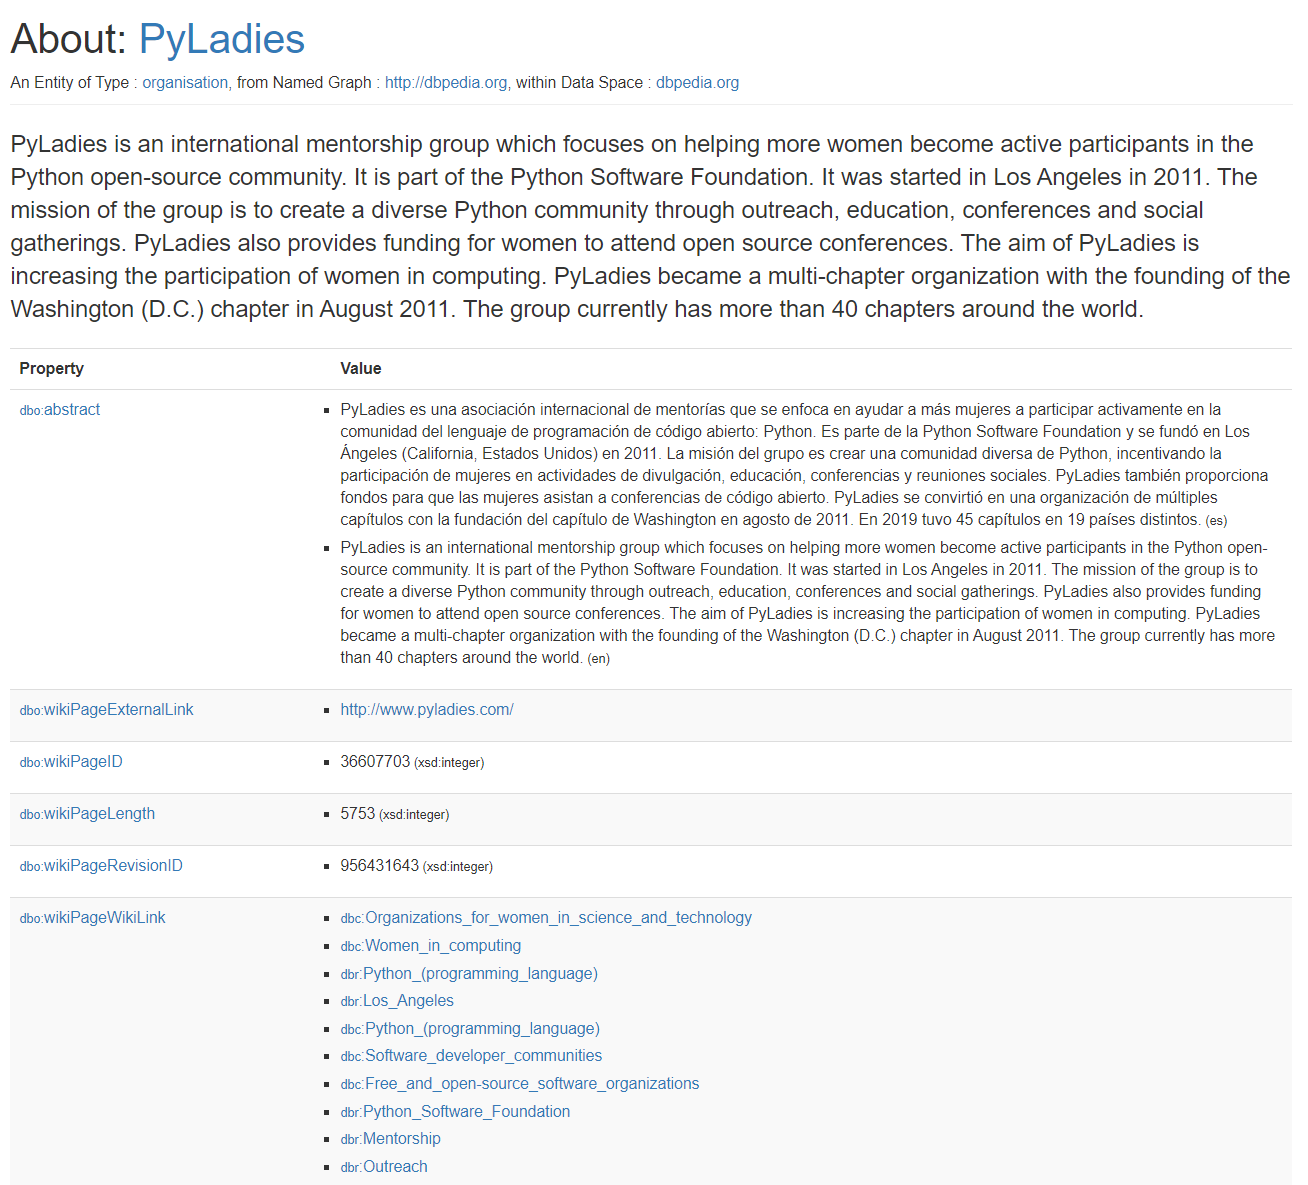 About: PyLadies
An Entity of Type : organisation, from Named Graph : http://dbpedia.org, within Data Space : dbpedia.org
PyLadies is an international mentorship group which focuses on helping more women become active participants in the
Python open-source community. It is part of the Python Software Foundation. It was started in Los Angeles in 2011. The
mission of the group is to create a diverse Python community through outreach, education, conferences and social
gatherings. PyLadies also provides funding for women to attend open source conferences. The aim of PyLadies is
increasing the participation of women in computing. PyLadies became a multi-chapter organization with the founding of the
Washington (D.C.) chapter in August 2011. The group currently has more than 40 chapters around the world.
Property Value
dbo:abstract
PyLadies es una asociación internacional de mentorías que se enfoca en ayudar a más mujeres a participar activamente en la
comunidad del lenguaje de programación de código abierto: Python. Es parte de la Python Software Foundation y se fundó en Los
Ángeles (California, Estados Unidos) en 2011. La misión del grupo es crear una comunidad diversa de Python, incentivando la
participación de mujeres en actividades de divulgación, educación, conferencias y reuniones sociales. PyLadies también proporciona
fondos para que las mujeres asistan a conferencias de código abierto. PyLadies se convirtió en una organización de múltiples
capítulos con la fundación del capítulo de Washington en agosto de 2011. En 2019 tuvo 45 capítulos en 19 países distintos. (es)
PyLadies is an international mentorship group which focuses on helping more women become active participants in the Python open-
source community. It is part of the Python Software Foundation. It was started in Los Angeles in 2011. The mission of the group is to
create a diverse Python community through outreach, education, conferences and social gatherings. PyLadies also provides funding
for women to attend open source conferences. The aim of PyLadies is increasing the participation of women in computing. PyLadies
became a multi-chapter organization with the founding of the Washington (D.C.) chapter in August 2011. The group currently has more
than 40 chapters around the world. (en)
dbo:wikiPageExternalLink http://www.pyladies.com/
dbo:wikiPageID 36607703 (xsd:integer)
dbo:wikiPageLength 5753 (xsd:integer)
dbo:wikiPageRevisionID 956431643 (xsd:integer)
dbo:wikiPageWikiLink dbc:Organizations_for_women_in_science_and_technology
dbc:Women_in_computing
dbr:Python_(programming_language)
dbr:Los_Angeles
dbc:Python_(programming_language)
dbc:Software_developer_communities
dbc:Free_and_open-source_software_organizations
dbr:Python_Software_Foundation
dbr:Mentorship
dbr:Outreach